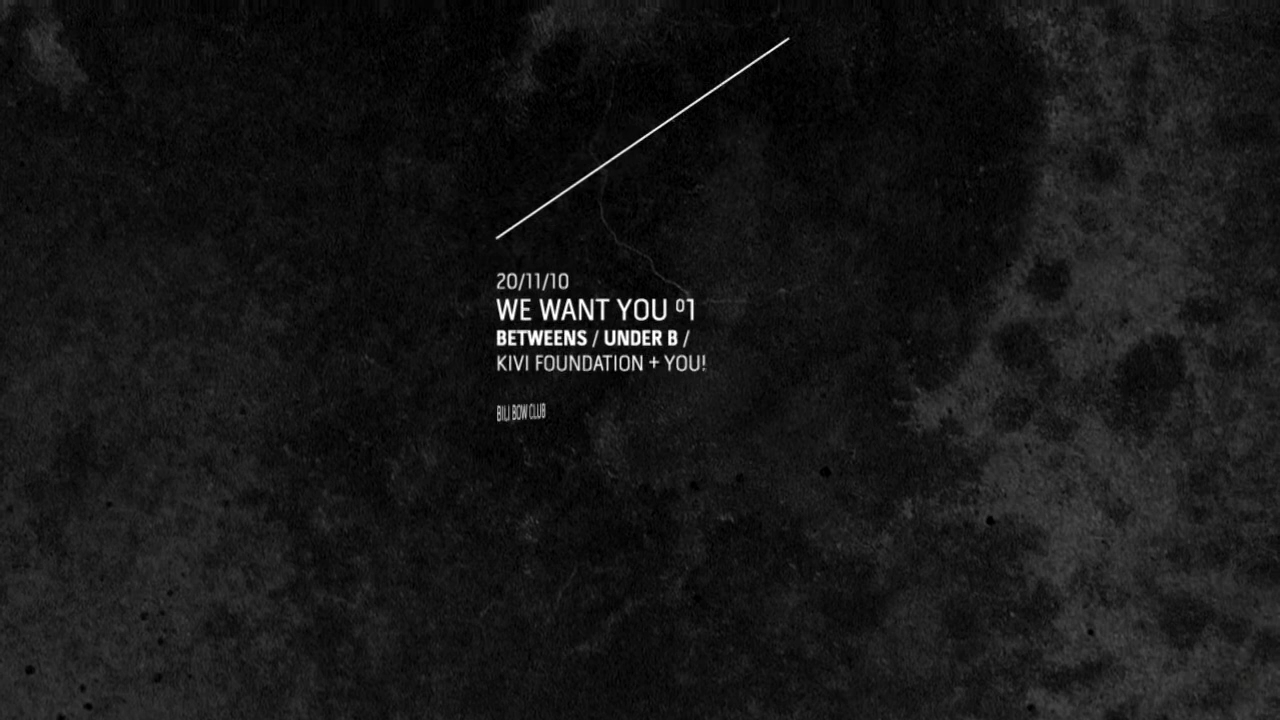 20/11/10
WE WANT YOU 01
BETWEENS / UNDER B /
KIVI FOUNDATION + YOU!
BILI BOW CLUB